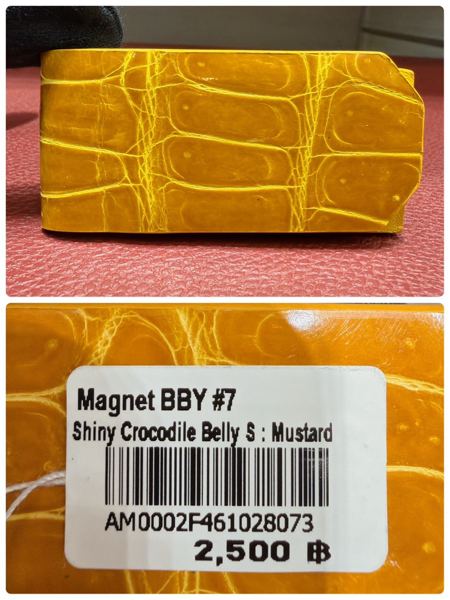 Magnet BBY #7
Shiny Crocodile Belly S : Mustard
AM0002F461028073
2,500 ฿